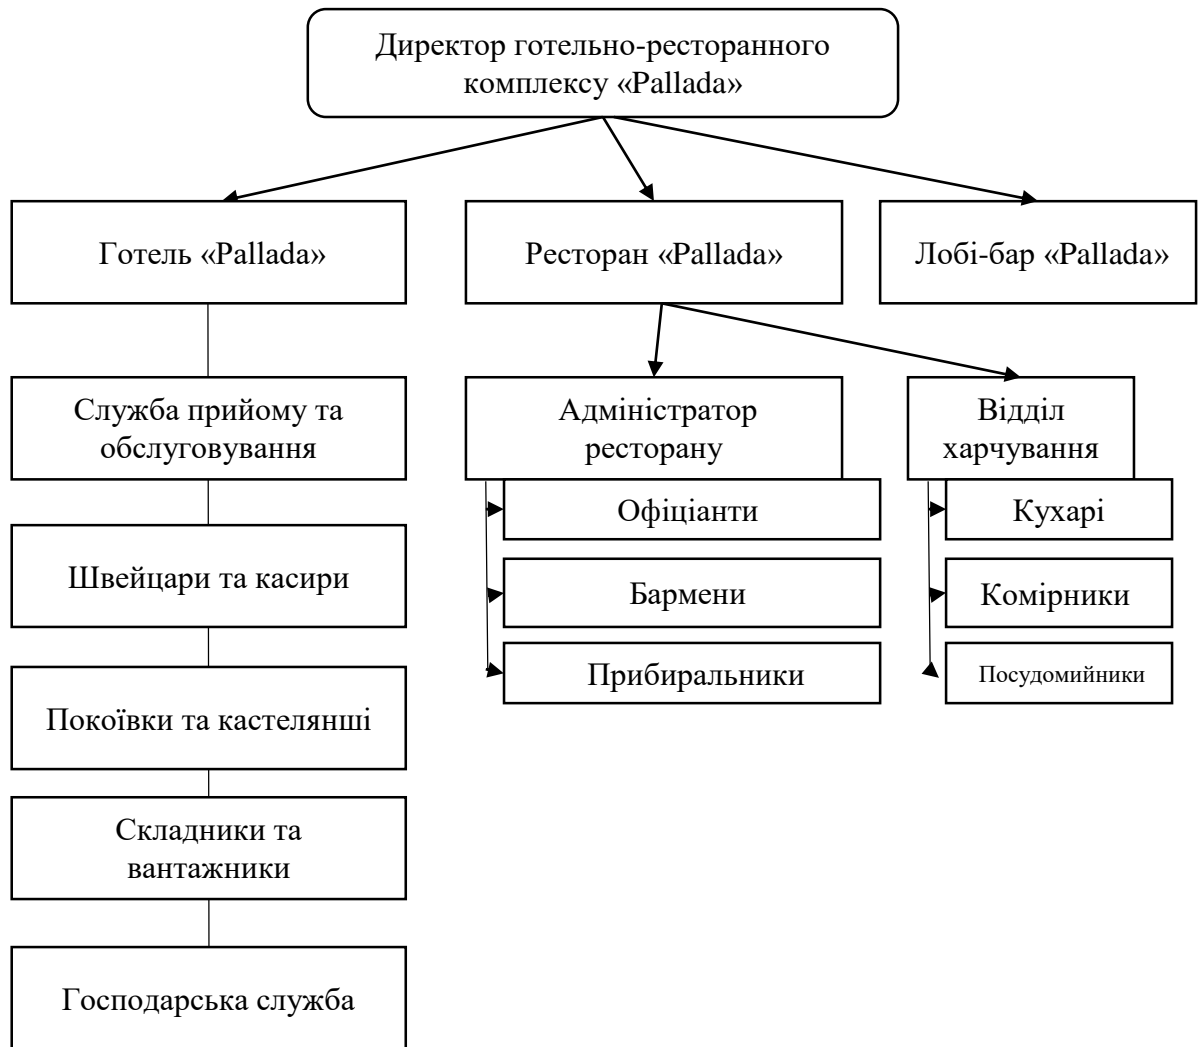 Директор готельно-ресторанного
комплексу «Pallada»
Готель «Pallada»
Ресторан «Pallada»
Лобі-бар «Pallada»
Служба прийому та
обслуговування
Адміністратор
ресторану
Відділ
харчування
Офіціанти
Кухарі
Швейцари та касири
Бармени
Комірники
Прибиральники
Посудомийники
Покоївки та кастелянші
Складники та
вантажники
Господарська служба